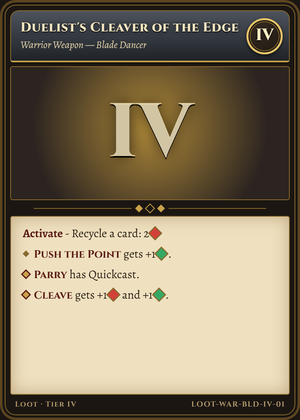 Duelist's Cleaver of the Edge
IV
Warrior Weapon — Blade Dancer
IV
Activate - Recycle a card: 2
Push the Point gets +1.
Parry has Quickcast.
Cleave gets +1 and +1.
Loot · Tier IV
LOOT-WAR-BLD-IV-01